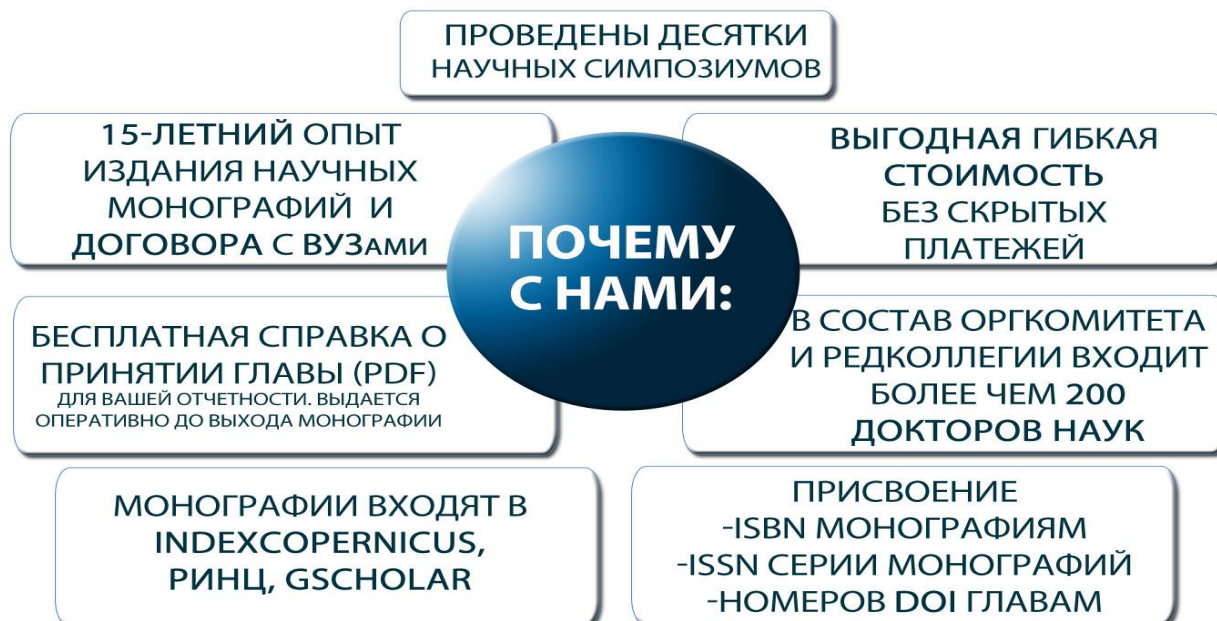 ПРОВЕДЕНЫ ДЕСЯТКИ
НАУЧНЫХ СИМПОЗИУМОВ
15-ЛЕТНИЙ ОПЫТ
ИЗДАНИЯ НАУЧНЫХ
МОНОГРАФИЙ И
ДОГОВОРА С ВУЗАМИ
ВЫГОДНАЯ ГИБКАЯ
СТОИМОСТЬ
БЕЗ СКРЫТЫХ
ПЛАТЕЖЕЙ
ПОЧЕМУ
С НАМИ:
БЕСПЛАТНАЯ СПРАВКА О
ПРИНЯТИИ ГЛАВЫ (PDF)
ДЛЯ ВАШЕЙ ОТЧЕТНОСТИ. ВЫДАЕТСЯ
ОПЕРАТИВНО ДО ВЫХОДА МОНОГРАФИИ
В СОСТАВ ОРГКОМИТЕТА
И РЕДКОЛЛЕГИИ ВХОДИТ
БОЛЕЕ ЧЕМ 200
ДОКТОРОВ НАУК
МОНОГРАФИИ ВХОДЯТ В
INDEXCOPERNICUS,
РИНЦ, GSCHOLAR
ПРИСВОЕНИЕ
-ISBN МОНОГРАФИЯМ
-ISSN СЕРИИ МОНОГРАФИЙ
-НОМЕРОВ DOI ГЛАВАМ